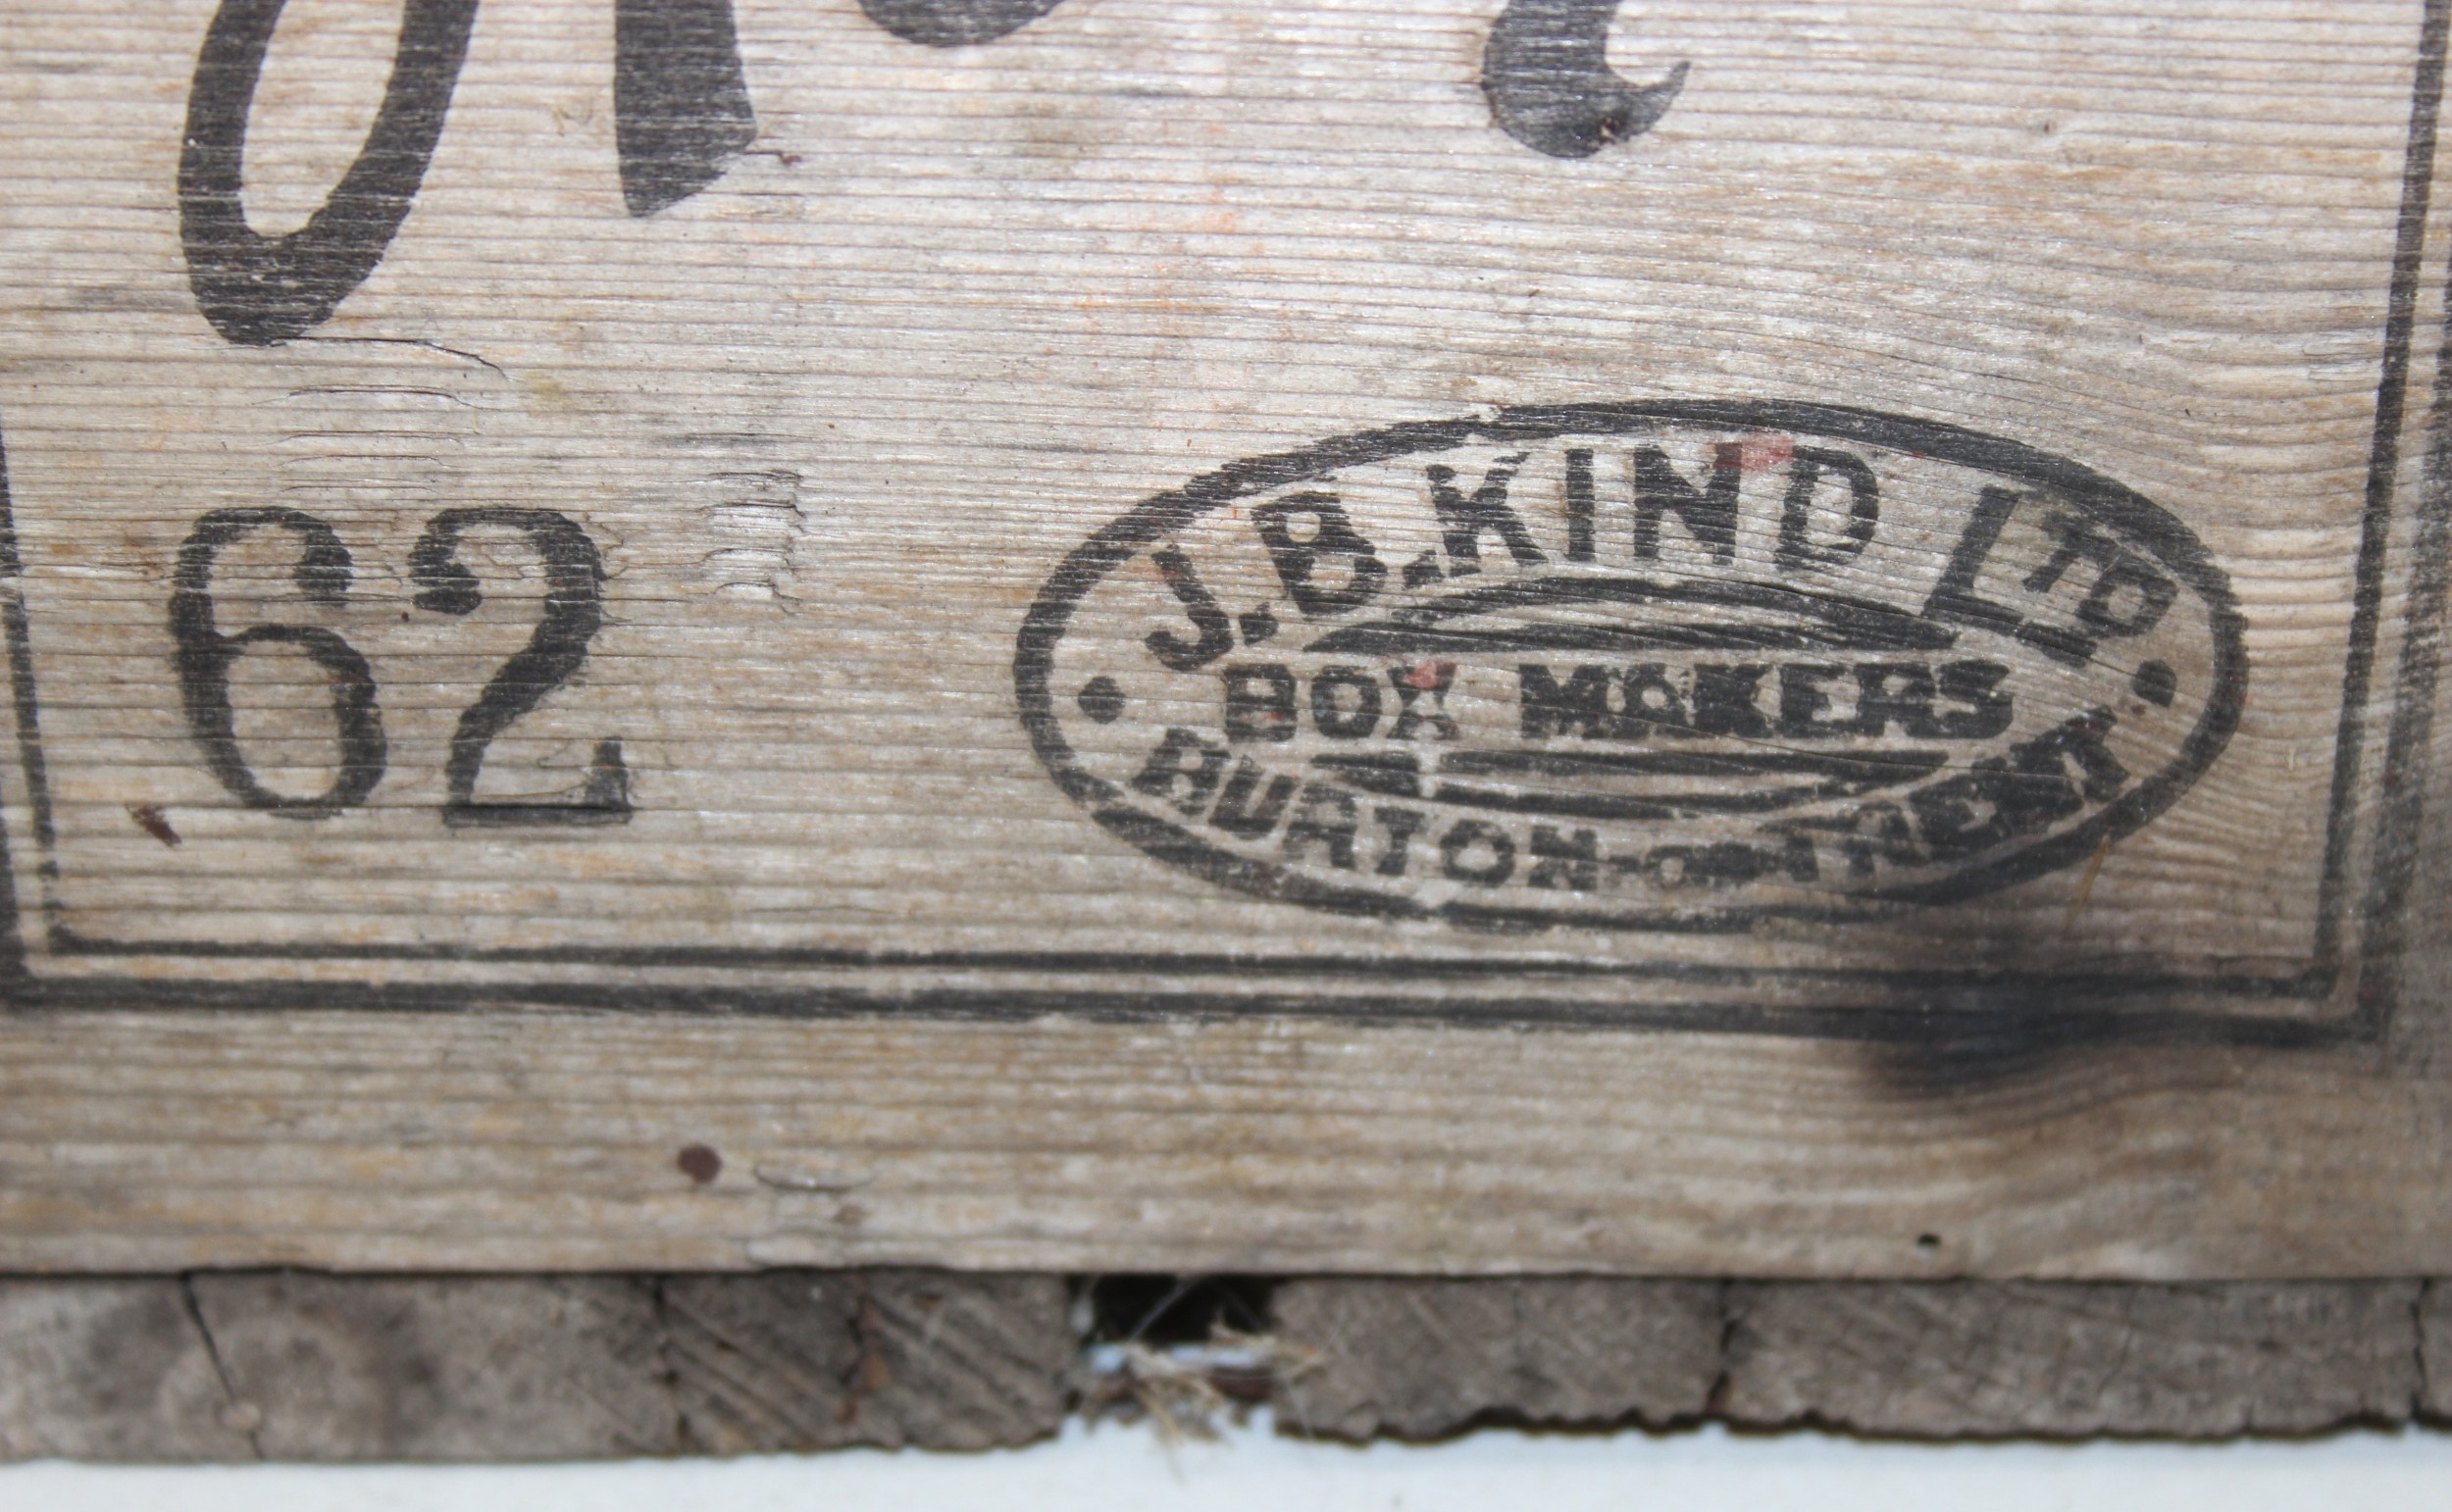 62
J.B.KIND LTD
BOX MAKERS
BURTON-ON-TRENT